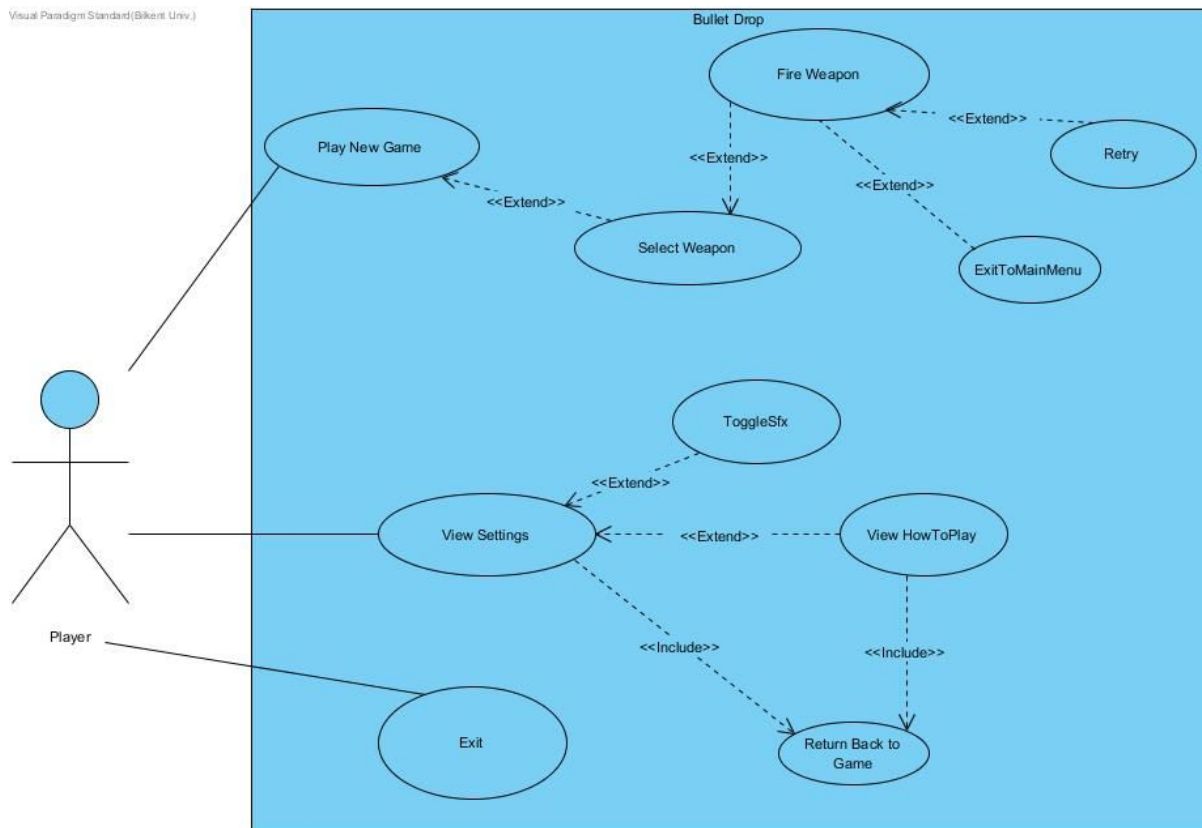 Visual Paradigm Standard(Bilkent Univ.)
Bullet Drop
Fire Weapon
<<Extend>>
Retry
Play New Game
<<Extend>>
<<Extend>>
<<Extend>>
Select Weapon
ExitToMainMenu
ToggleSfx
<<Extend>>
View Settings
<<Extend>>
View HowToPlay
Player
<<Include>>
<<Include>>
Exit
Return Back to
Game